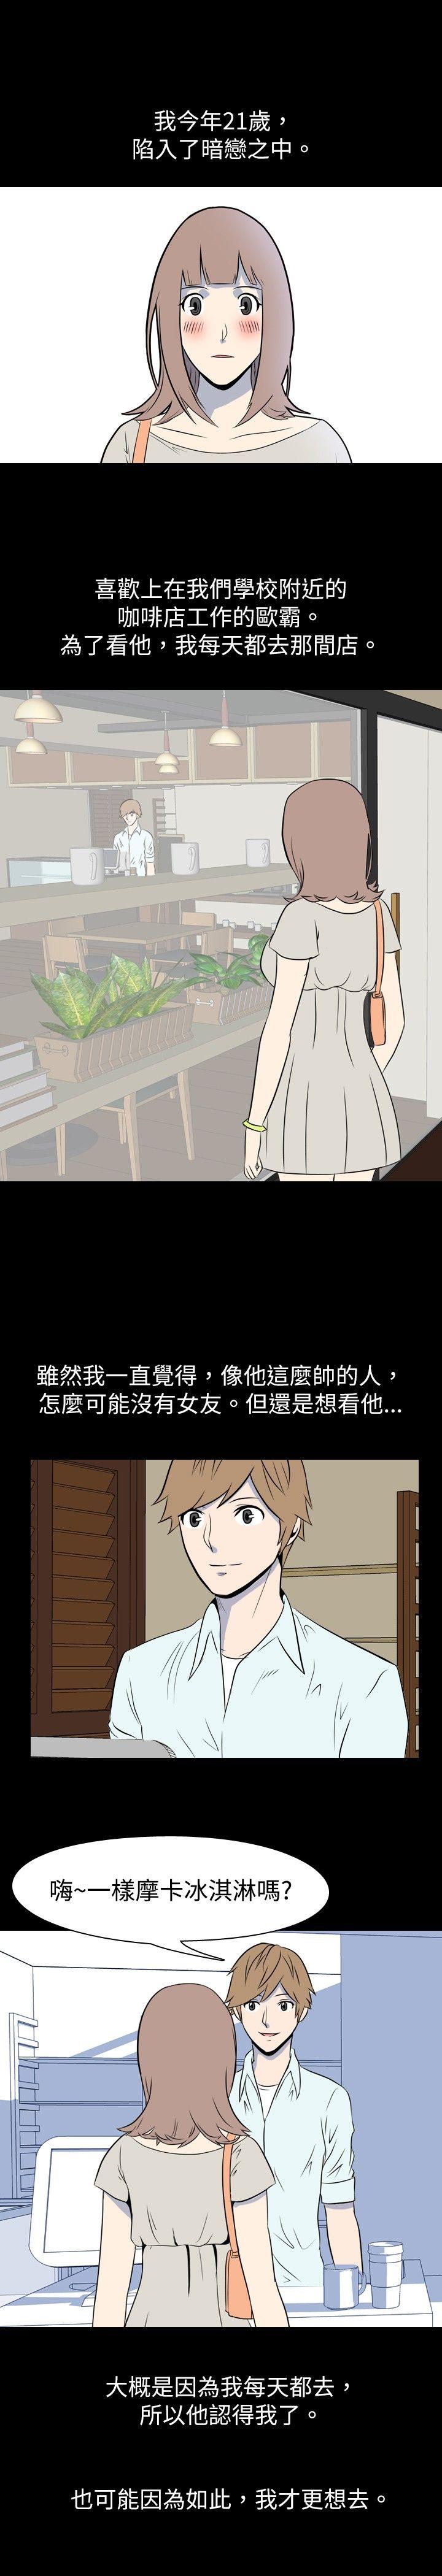 我今年21歲，
陷入了暗戀之中。
喜歡上在我們學校附近的
咖啡店工作的歐霸。
為了看他，我每天都去那間店。
雖然我一直覺得，像他這麼帥的人，
怎麼可能沒有女友。但還是想看他...
嗨~一樣摩卡冰淇淋嗎?
大概是因為我每天都去，
所以他認得我了。
也可能因為如此，我才更想去。